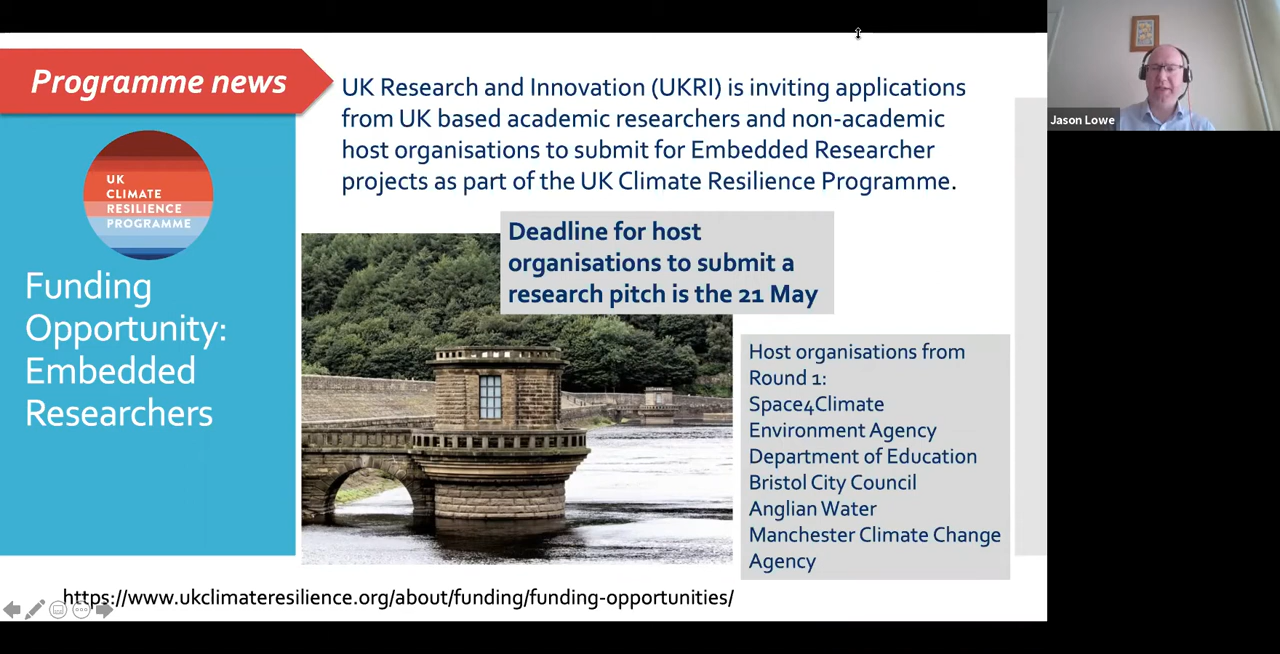 Programme news
UK
CLIMATE
RESILIENCE
PROGRAMME
Funding
Opportunity:
Embedded
Researchers
UK Research and Innovation (UKRI) is inviting applications
from UK based academic researchers and non-academic
host organisations to submit for Embedded Researcher
projects as part of the UK Climate Resilience Programme.
Deadline for host
organisations to submit a
research pitch is the 21 May
Host organisations from
Round 1:
Space4Climate
Environment Agency
Department of Education
Bristol City Council
Anglian Water
Manchester Climate Change
Agency
https://www.ukclimateresilience.org/about/funding/funding-opportunities/
Jason Lowe